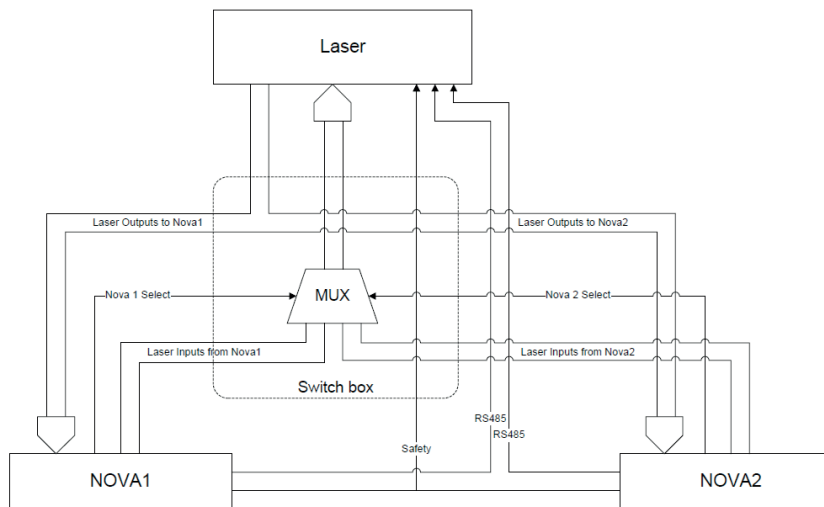 Laser
Laser Outputs to Nova1
Laser Outputs to Nova2
Nova 1 Select
MUX
Nova 2 Select
Laser Inputs from Nova1
Laser Inputs from Nova2
Switch box
RS485
RS485
Safety
NOVA1
NOVA2